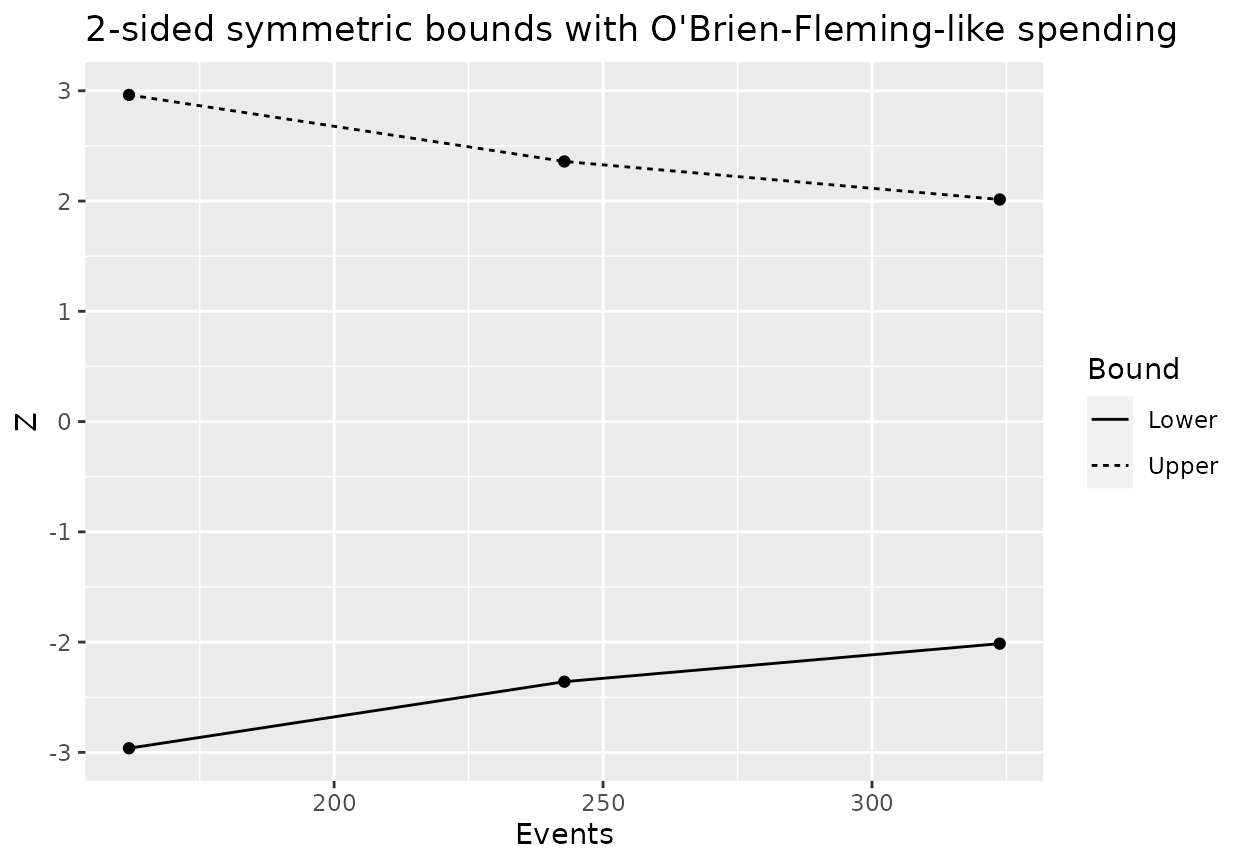 2-sided symmetric bounds with O'Brien-Fleming-like spending
3
2
1
0
-1
-2
-3
Z
200 250 300
Events
Bound
Lower
Upper